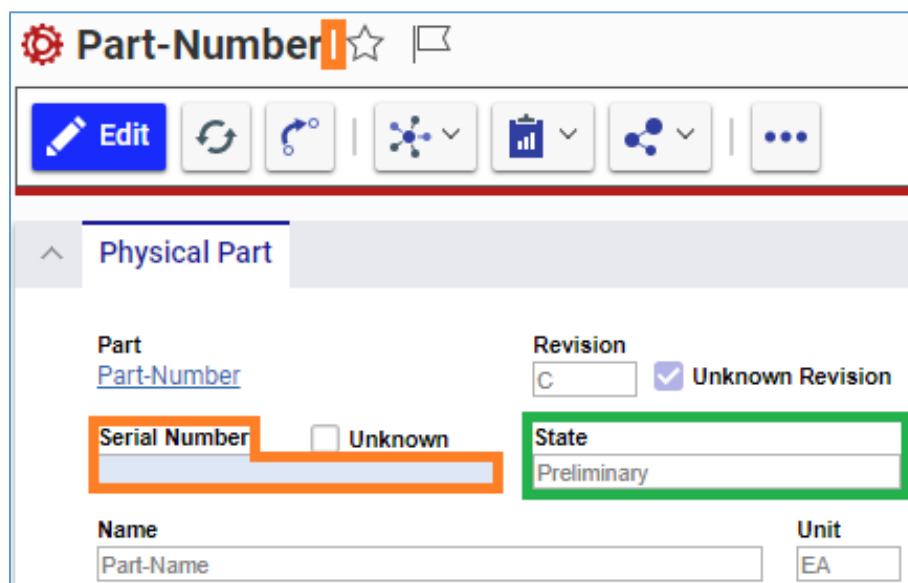 Part-Number |
Edit
Physical Part
Part
Revision
Part-Number
C
Unknown Revision
Serial Number
Unknown
State
Preliminary
Name
Unit
Part-Name
EA